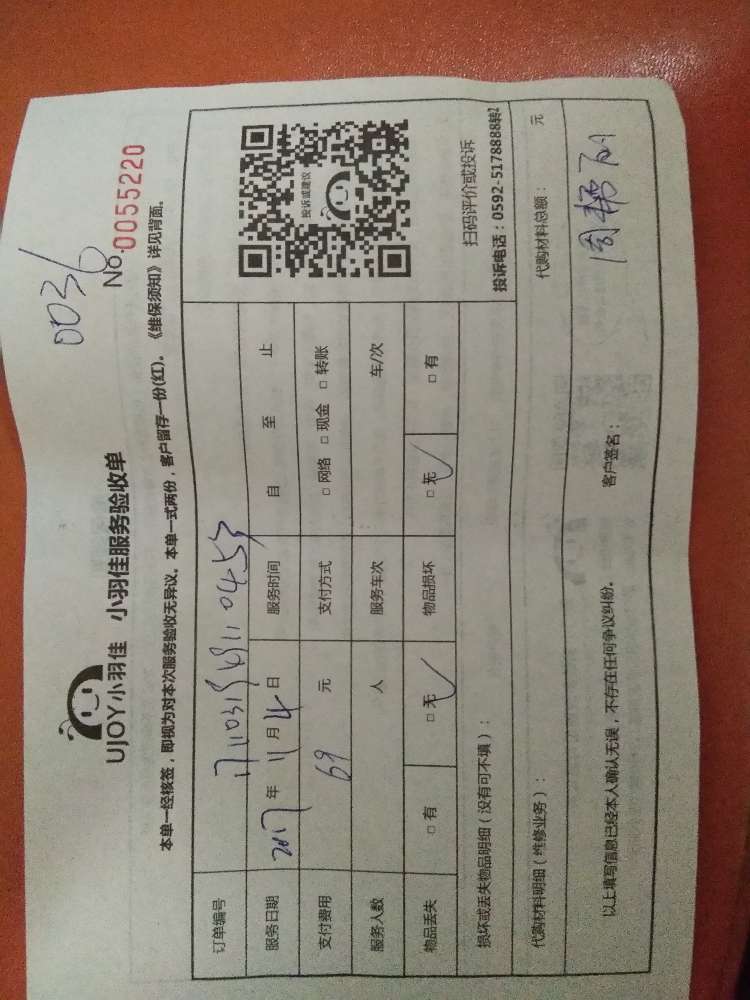 0036
UJOY小羽佳 小羽佳服务验收单
No.0055220
本单一经核签，即视为对本次服务验收无异议。本单一式两份，客户留存一份(红)。《维保须知》详见背面。
订单编号
服务日期 2017 年 11 月 4 日 服务时间 自 至 止
支付费用 69 元 支付方式 □ 网络 □ 现金 □ 转账
服务人数 人 服务车次 车/次
物品丢失 □ 有 □ 无 ✓ 物品损坏 □ 无 ✓ □ 有
投诉或建议
扫码评价或投诉
投诉电话：0592-5178888转2
损坏或丢失物品明细（没有可不填）：
代购材料明细（维修业务）： 代购材料总额： 元
以上填写信息已经本人确认无误，不存在任何争议纠纷。 客户签名：